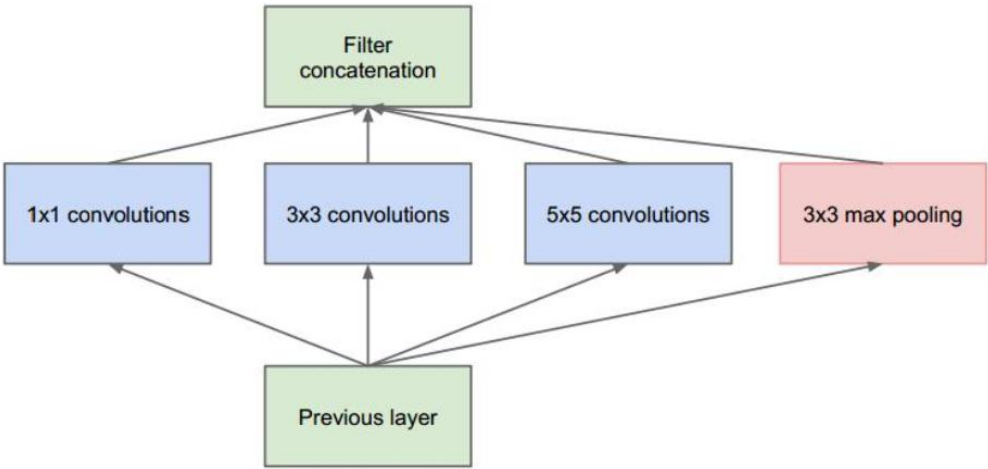 Filter
concatenation
1x1 convolutions
3x3 convolutions
5x5 convolutions
3x3 max pooling
Previous layer